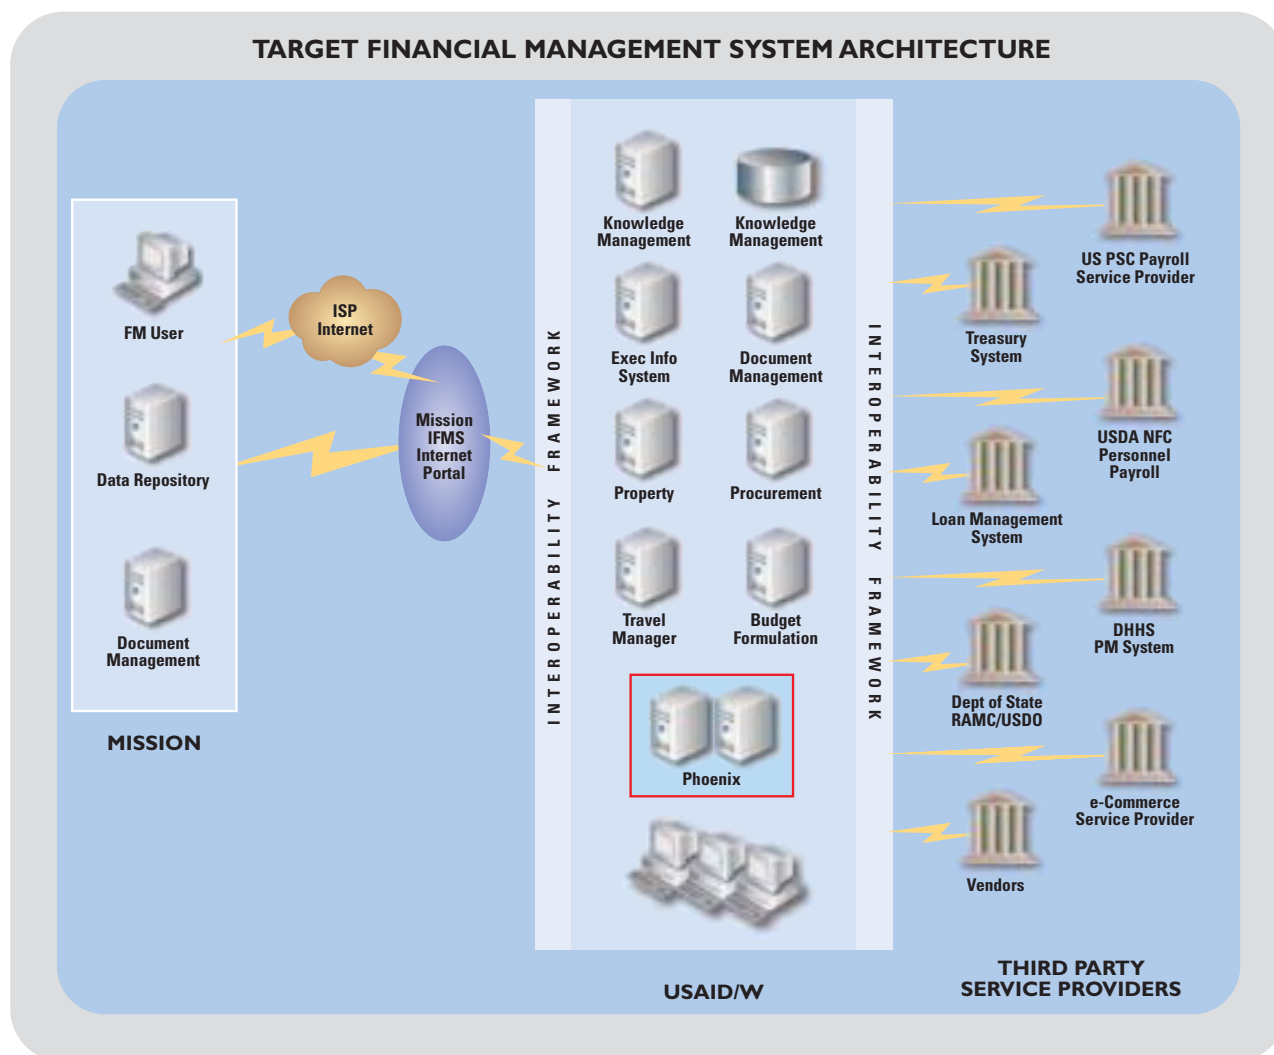 TARGET FINANCIAL MANAGEMENT SYSTEM ARCHITECTURE
FM User
Data Repository
Document
Management
MISSION
ISP
Internet
Mission
IFMS
Internet
Portal
INTEROPERABILITY FRAMEWORK
Knowledge
Management
Knowledge
Management
Exec Info
System
Document
Management
Property
Procurement
Travel
Manager
Budget
Formulation
Phoenix
USAID/W
INTEROPERABILITY FRAMEWORK
US PSC Payroll
Service Provider
Treasury
System
USDA NFC
Personnel
Payroll
Loan Management
System
DHHS
PM System
Dept of State
RAMC/USDO
e-Commerce
Service Provider
Vendors
THIRD PARTY
SERVICE PROVIDERS